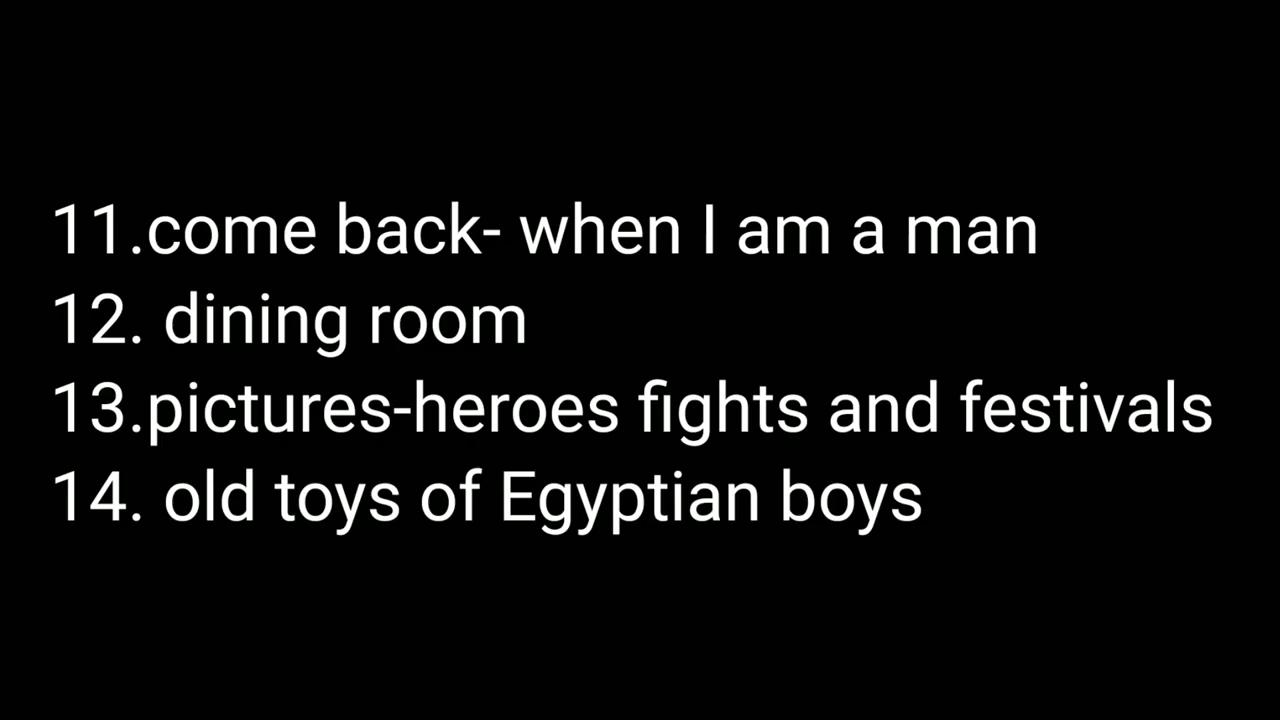 11.come back- when I am a man
12. dining room
13.pictures-heroes fights and festivals
14. old toys of Egyptian boys